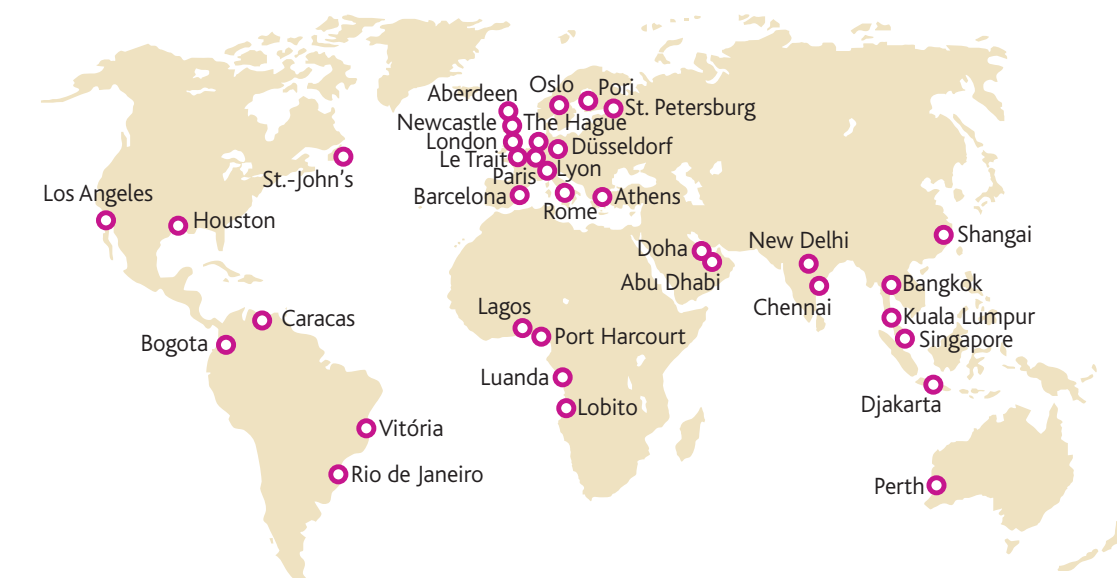 Oslo
Pori
Aberdeen
St. Petersburg
Newcastle
The Hague
London
Düsseldorf
Le Trait
Paris
Lyon
St.-John's
Los Angeles
Barcelona
Rome
Athens
Houston
Doha
New Delhi
Shangai
Abu Dhabi
Chennai
Bangkok
Lagos
Caracas
Kuala Lumpur
Bogota
Port Harcourt
Singapore
Luanda
Lobito
Djakarta
Vitória
Rio de Janeiro
Perth